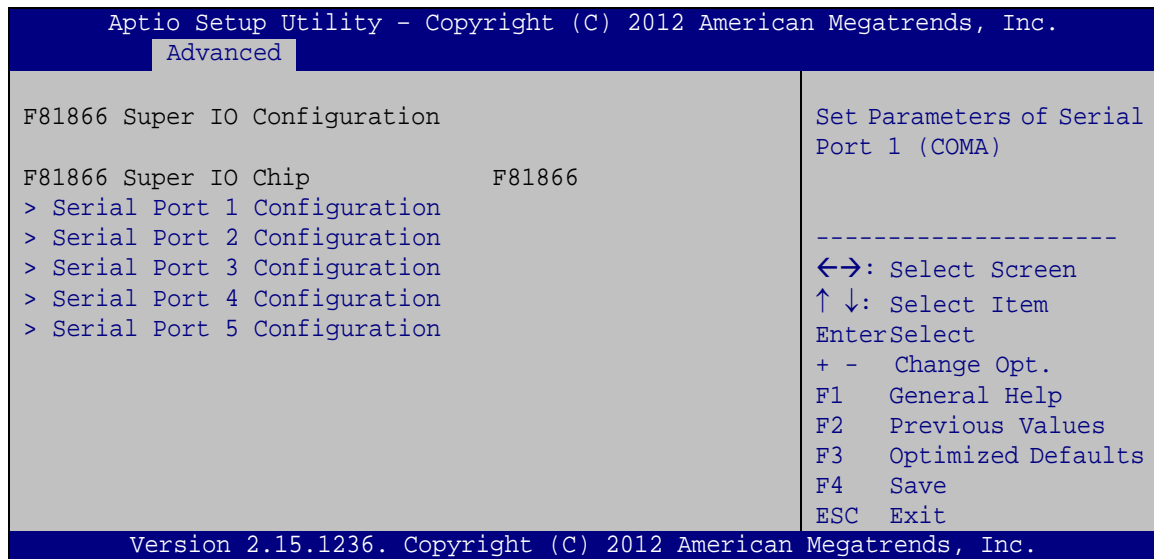 Aptio Setup Utility – Copyright (C) 2012 American Megatrends, Inc.
Advanced
F81866 Super IO Configuration
F81866 Super IO Chip F81866
> Serial Port 1 Configuration
> Serial Port 2 Configuration
> Serial Port 3 Configuration
> Serial Port 4 Configuration
> Serial Port 5 Configuration
Set Parameters of Serial
Port 1 (COMA)
---------------------
←→: Select Screen
↑ ↓: Select Item
EnterSelect
+ - Change Opt.
F1 General Help
F2 Previous Values
F3 Optimized Defaults
F4 Save
ESC Exit
Version 2.15.1236. Copyright (C) 2012 American Megatrends, Inc.